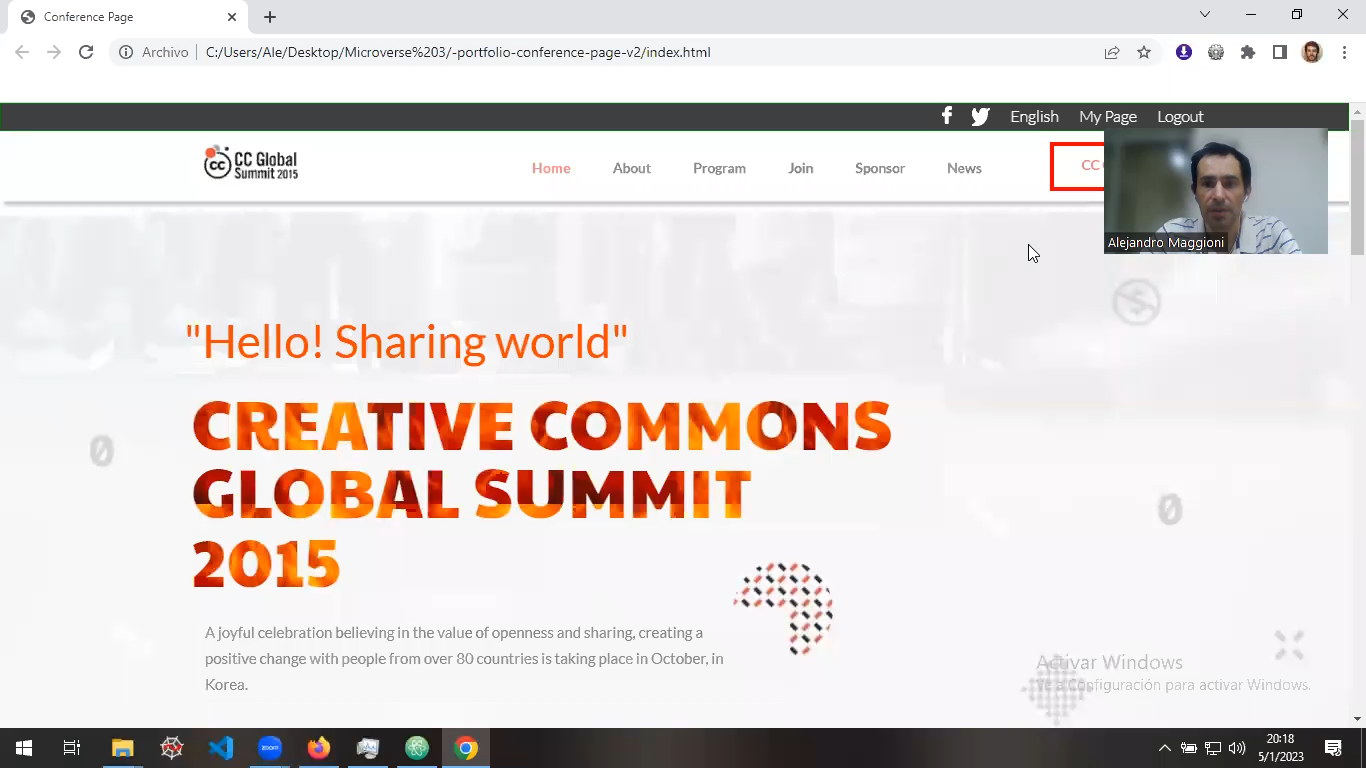 Conference Page
Archivo
C:/Users/Ale/Desktop/Microverse%203/-portfolio-conference-page-v2/index.html
English My Page Logout
CC Global
Summit 2015
Home About Program Join Sponsor News
CC
Alejandro Maggioni
"Hello! Sharing world"
CREATIVE COMMONS
GLOBAL SUMMIT
2015
A joyful celebration believing in the value of openness and sharing, creating a
positive change with people from over 80 countries is taking place in October, in
Korea.
Activar Windows
Ve a Configuración para activar Windows.
zoom
20:18
5/1/2023